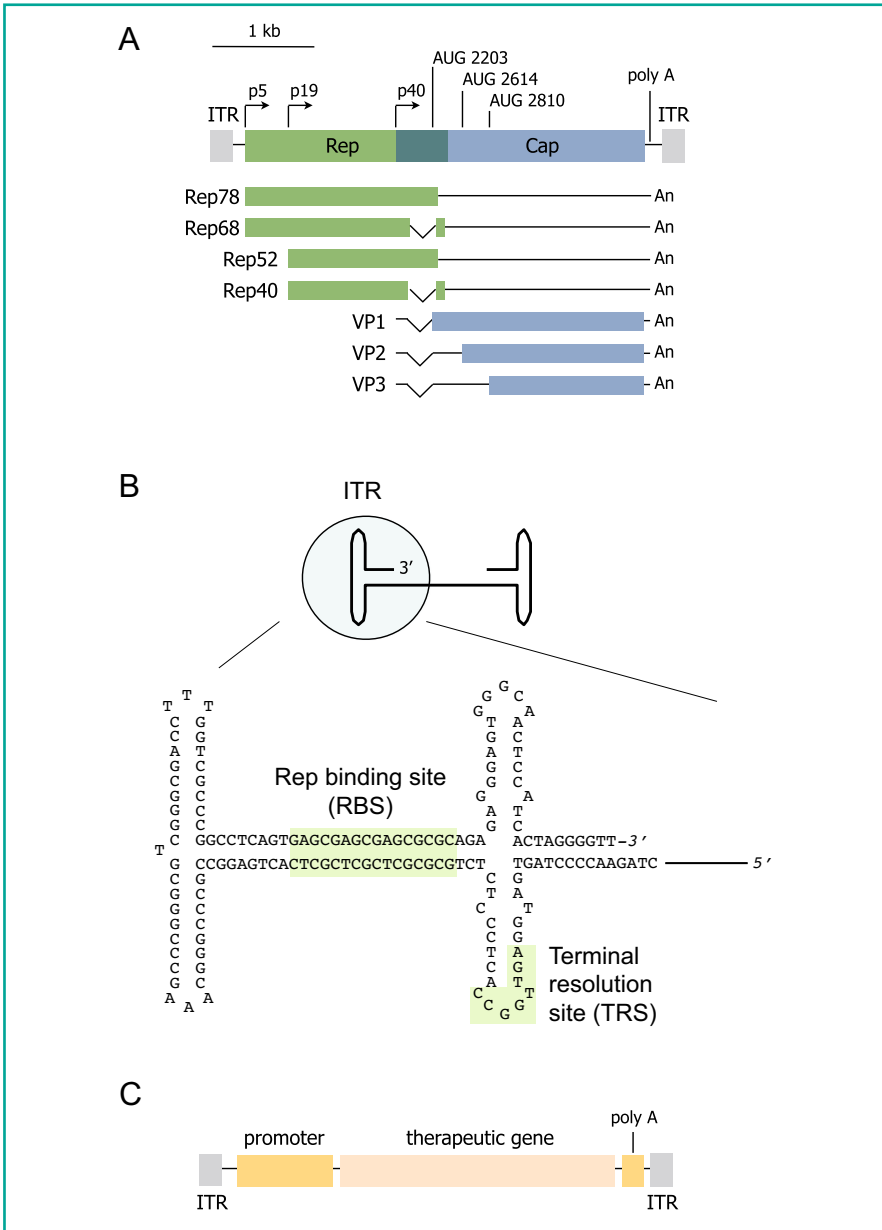 A
1 kb
AUG 2203
AUG 2614
AUG 2810
poly A
p5
p19
p40
ITR
ITR
Rep
Cap
Rep78
An
Rep68
An
Rep52
An
Rep40
An
VP1
An
VP2
An
VP3
An
B
ITR
3′
Rep binding site
(RBS)
GGCCTCAGTGAGCGAGCGAGCGCGCAGA
ACTAGGGGTT-3′
CCGGAGTCACTCGCTCGCTCGCGCGTCT
TGATCCCCAAGATC
5′
Terminal
resolution
site (TRS)
C
promoter
therapeutic gene
poly A
ITR
ITR